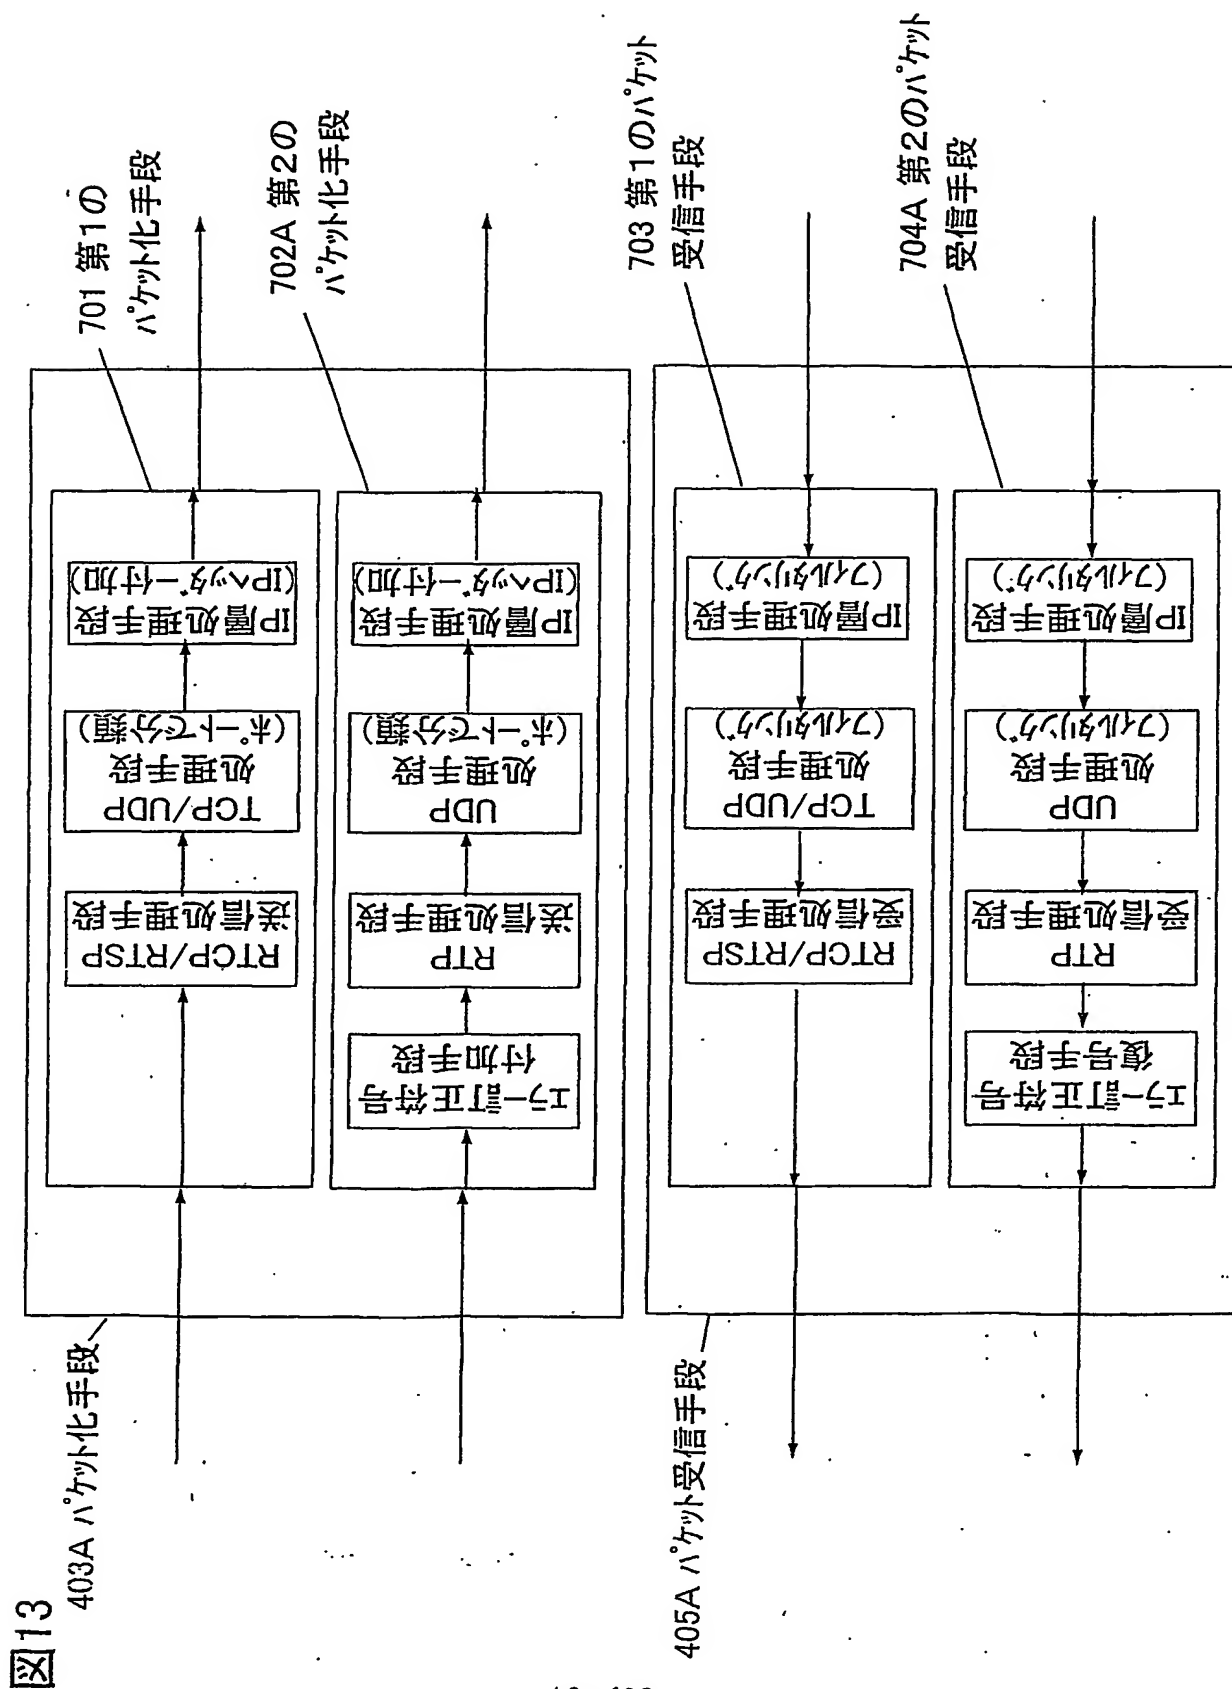 図13
403A パケット化手段
701 第1の
パケット化手段
RTCP/RTSP
送信処理手段
TCP/UDP
処理手段
(ポートで分類)
IP層処理手段
(IPヘッダー付加)
702A 第2の
パケット化手段
エラー訂正符号
付加手段
RTP
送信処理手段
UDP
処理手段
(ポートで分類)
IP層処理手段
(IPヘッダー付加)
405A パケット受信手段
703 第1のパケット
受信手段
RTCP/RTSP
受信処理手段
TCP/UDP
処理手段
(フィルタリング)
IP層処理手段
(フィルタリング)
704A 第2のパケット
受信手段
エラー訂正符号
復号手段
RTP
受信処理手段
UDP
処理手段
(フィルタリング)
IP層処理手段
(フィルタリング)